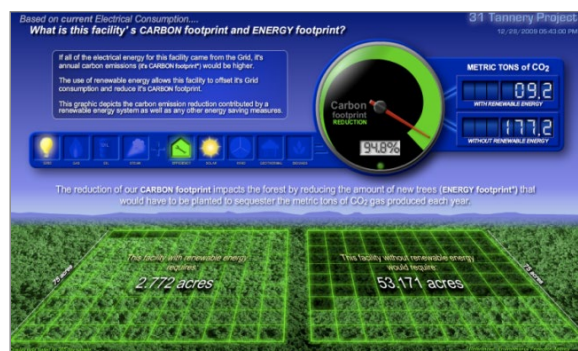 Based on current Electrical Consumption....
What is this facility's CARBON footprint and ENERGY footprint?
31 Tannery Project
12/28/2009 05:43:00 PM
If all of the electrical energy for this facility came from the Grid, it's
annual carbon emissions (it's CARBON footprint*) would be higher.
The use of renewable energy allows this facility to offset it's Grid
consumption and reduce it's CARBON footprint.
This graphic depicts the carbon emission reduction contributed by a
renewable energy system as well as any other energy saving measures.
Carbon
footprint
REDUCTION
94.8%
METRIC TONS of CO2
09.2
WITH RENEWABLE ENERGY
177.2
WITHOUT RENEWABLE ENERGY
SOLAR
The reduction of our CARBON footprint impacts the forest by reducing the amount of new trees (ENERGY footprint*) that
would have to be planted to sequester the metric tons of CO2 gas produced each year.
This facility with renewable energy
requires:
2.772 acres
This facility without renewable energy
would require:
53.171 acres
.75 acres
.75 acres